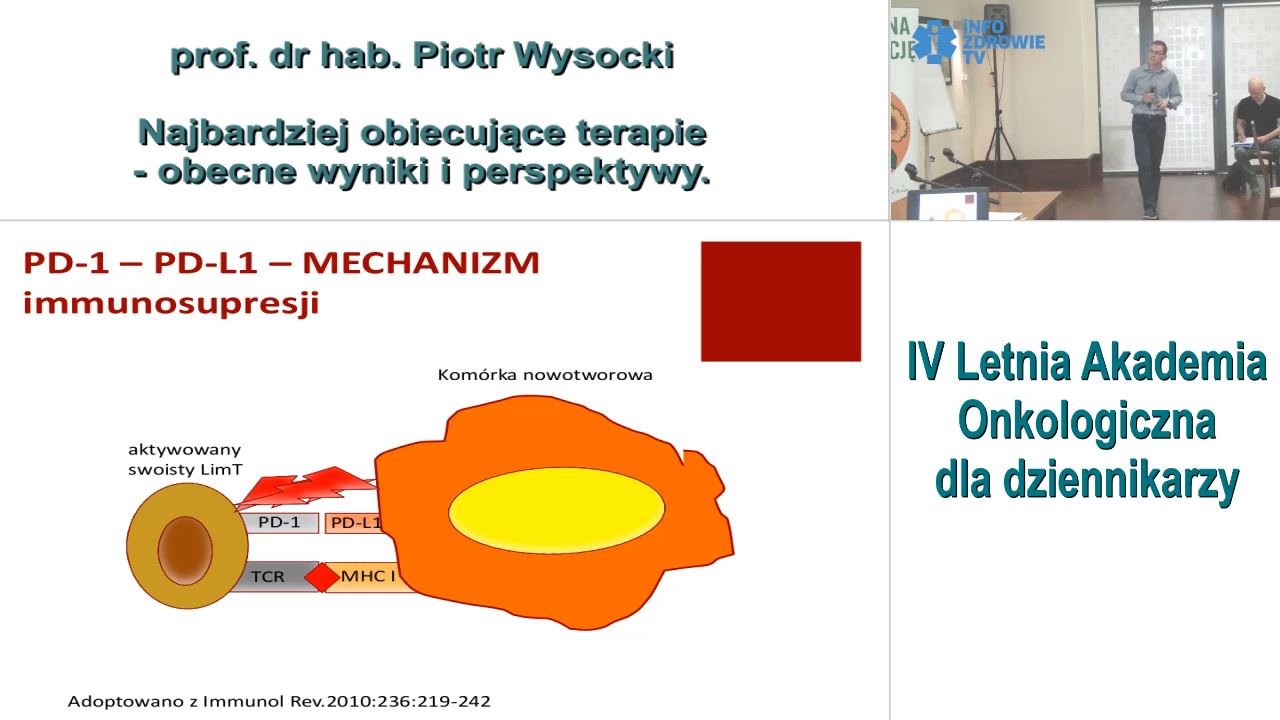 prof. dr hab. Piotr Wysocki
Najbardziej obiecujące terapie
- obecne wyniki i perspektywy.
NA
CJĘ
iNFO
ZDROWIE
TV
PD-1 – PD-L1 – MECHANIZM
immunosupresji
Komórka nowotworowa
aktywowany
swoisty LimT
PD-1
PD-L1
TCR
MHC I
Adoptowano z Immunol Rev.2010:236:219-242
IV Letnia Akademia
Onkologiczna
dla dziennikarzy